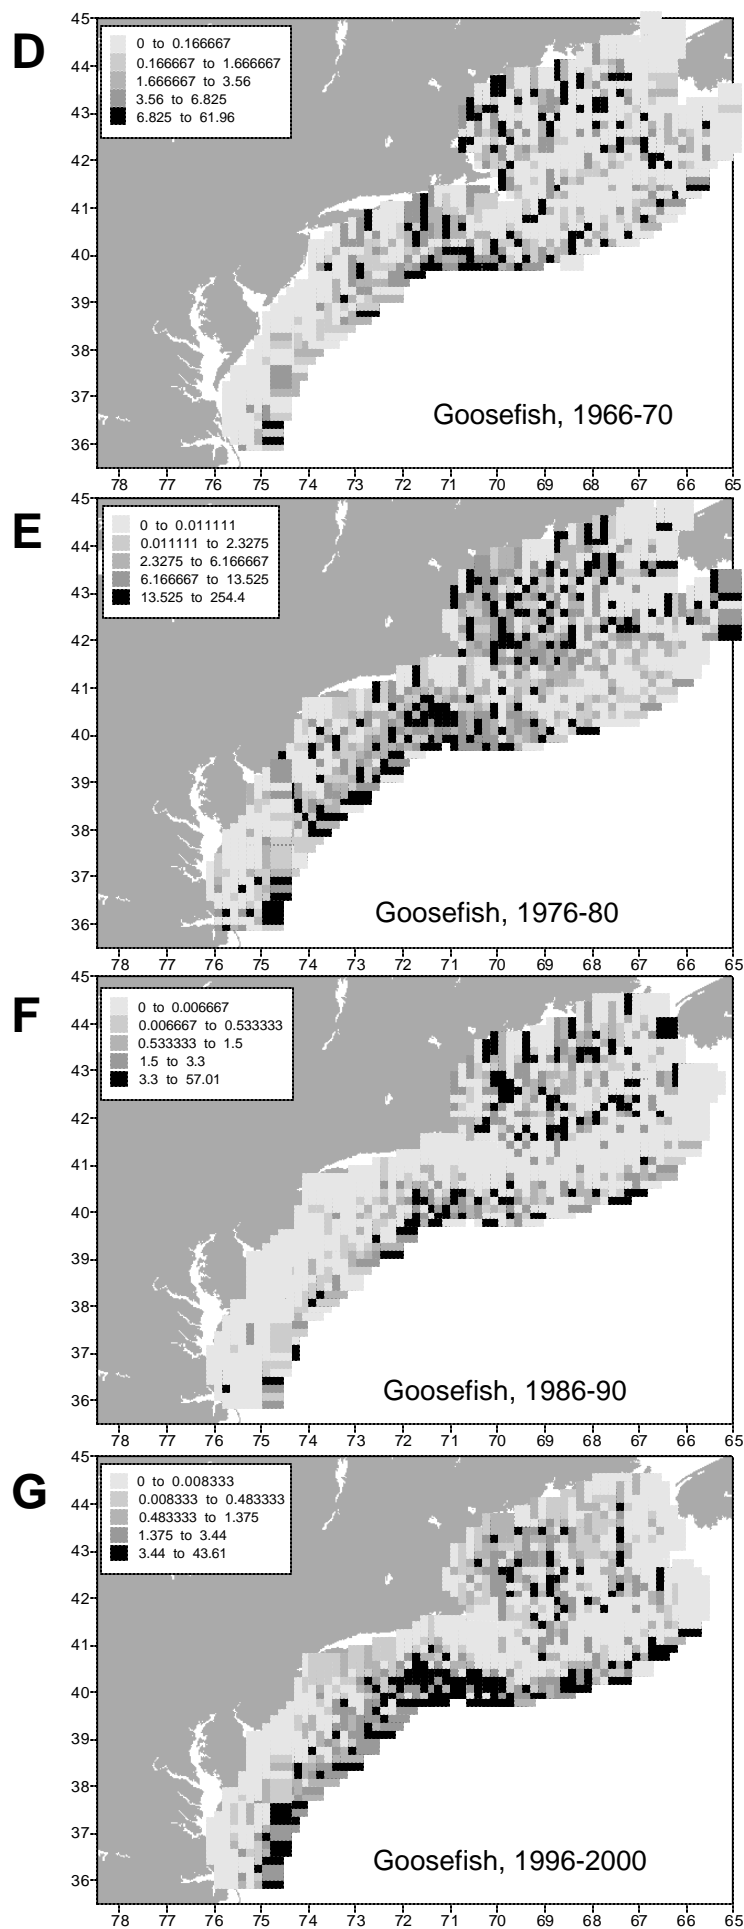 D
45
44
43
42
41
40
39
38
37
36
0 to 0.166667
0.166667 to 1.666667
1.666667 to 3.56
3.56 to 6.825
6.825 to 61.96
Goosefish, 1966-70
78 77 76 75 74 73 72 71 70 69 68 67 66 65
E
45
44
43
42
41
40
39
38
37
36
0 to 0.011111
0.011111 to 2.3275
2.3275 to 6.166667
6.166667 to 13.525
13.525 to 254.4
Goosefish, 1976-80
78 77 76 75 74 73 72 71 70 69 68 67 66 65
F
45
44
43
42
41
40
39
38
37
36
0 to 0.006667
0.006667 to 0.533333
0.533333 to 1.5
1.5 to 3.3
3.3 to 57.01
Goosefish, 1986-90
78 77 76 75 74 73 72 71 70 69 68 67 66 65
G
45
44
43
42
41
40
39
38
37
36
0 to 0.008333
0.008333 to 0.483333
0.483333 to 1.375
1.375 to 3.44
3.44 to 43.61
Goosefish, 1996-2000
78 77 76 75 74 73 72 71 70 69 68 67 66 65